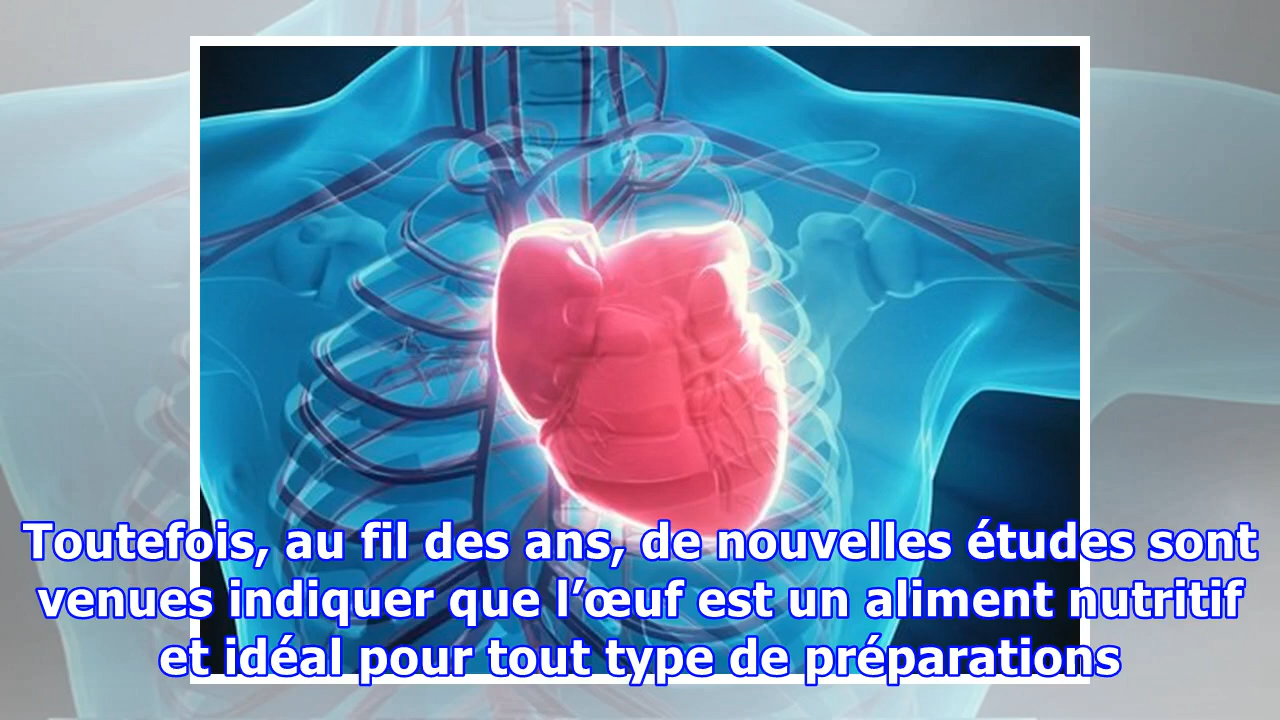 Toutefois, au fil des ans, de nouvelles études sont
venues indiquer que l’œuf est un aliment nutritif
et idéal pour tout type de préparations